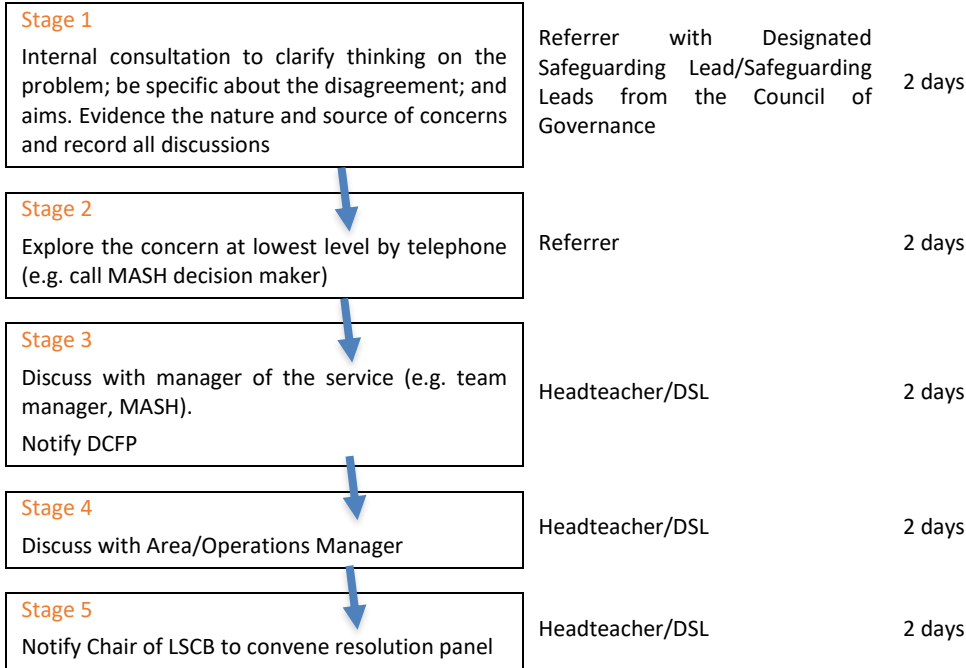 Stage 1
Internal consultation to clarify thinking on the
problem; be specific about the disagreement; and
aims. Evidence the nature and source of concerns
and record all discussions
Referrer with Designated
Safeguarding Lead/Safeguarding
Leads from the Council of
Governance
2 days
Stage 2
Explore the concern at lowest level by telephone
(e.g. call MASH decision maker)
Referrer
2 days
Stage 3
Discuss with manager of the service (e.g. team
manager, MASH).
Notify DCFP
Headteacher/DSL
2 days
Stage 4
Discuss with Area/Operations Manager
Headteacher/DSL
2 days
Stage 5
Notify Chair of LSCB to convene resolution panel
Headteacher/DSL
2 days